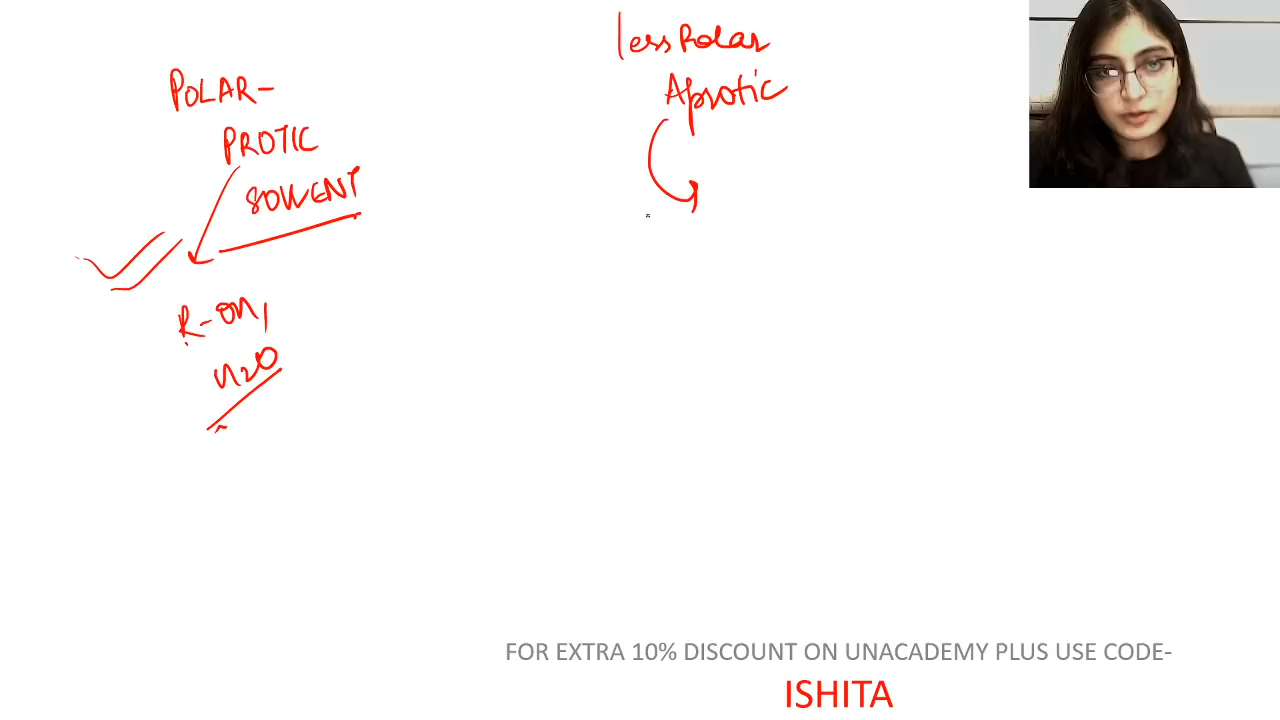 POLAR-
PROTIC
SOLVENT
R-OH,
H2O
less Polar
Aprotic
FOR EXTRA 10% DISCOUNT ON UNACADEMY PLUS USE CODE-
ISHITA